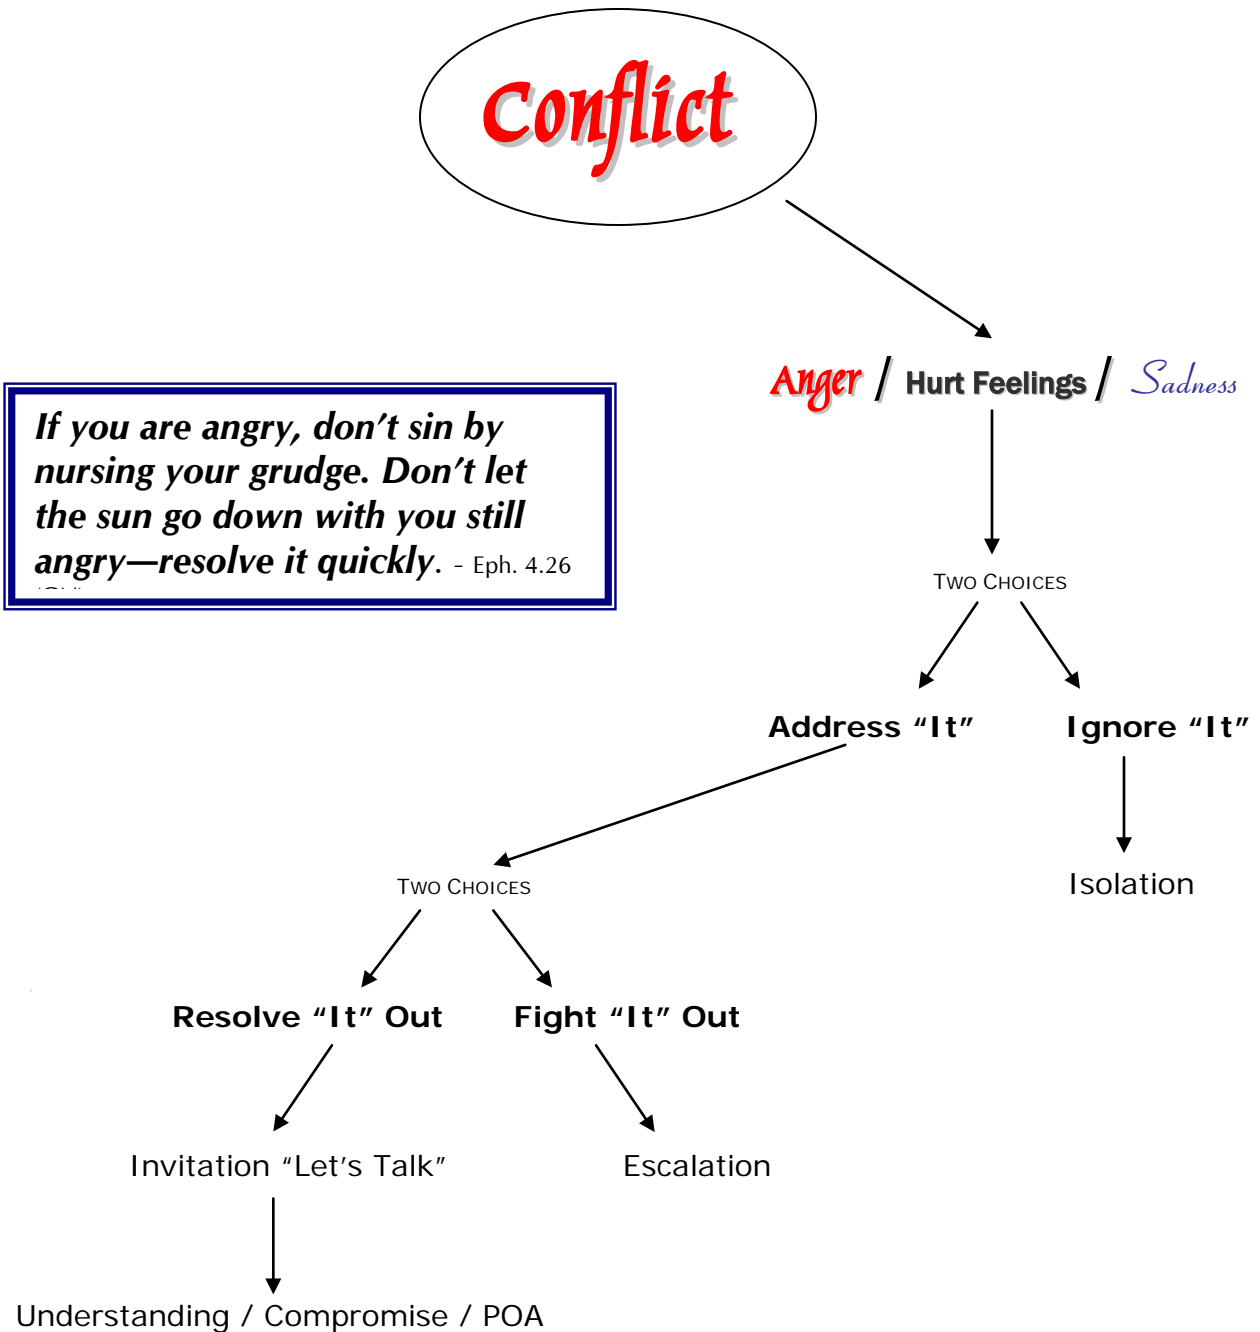 Conflict
Anger / Hurt Feelings / Sadness
If you are angry, don’t sin by
nursing your grudge. Don’t let
the sun go down with you still
angry—resolve it quickly. - Eph. 4.26
TWO CHOICES
Address “It” Ignore “It”
Isolation
TWO CHOICES
Resolve “It” Out Fight “It” Out
Invitation “Let's Talk” Escalation
Understanding / Compromise / POA